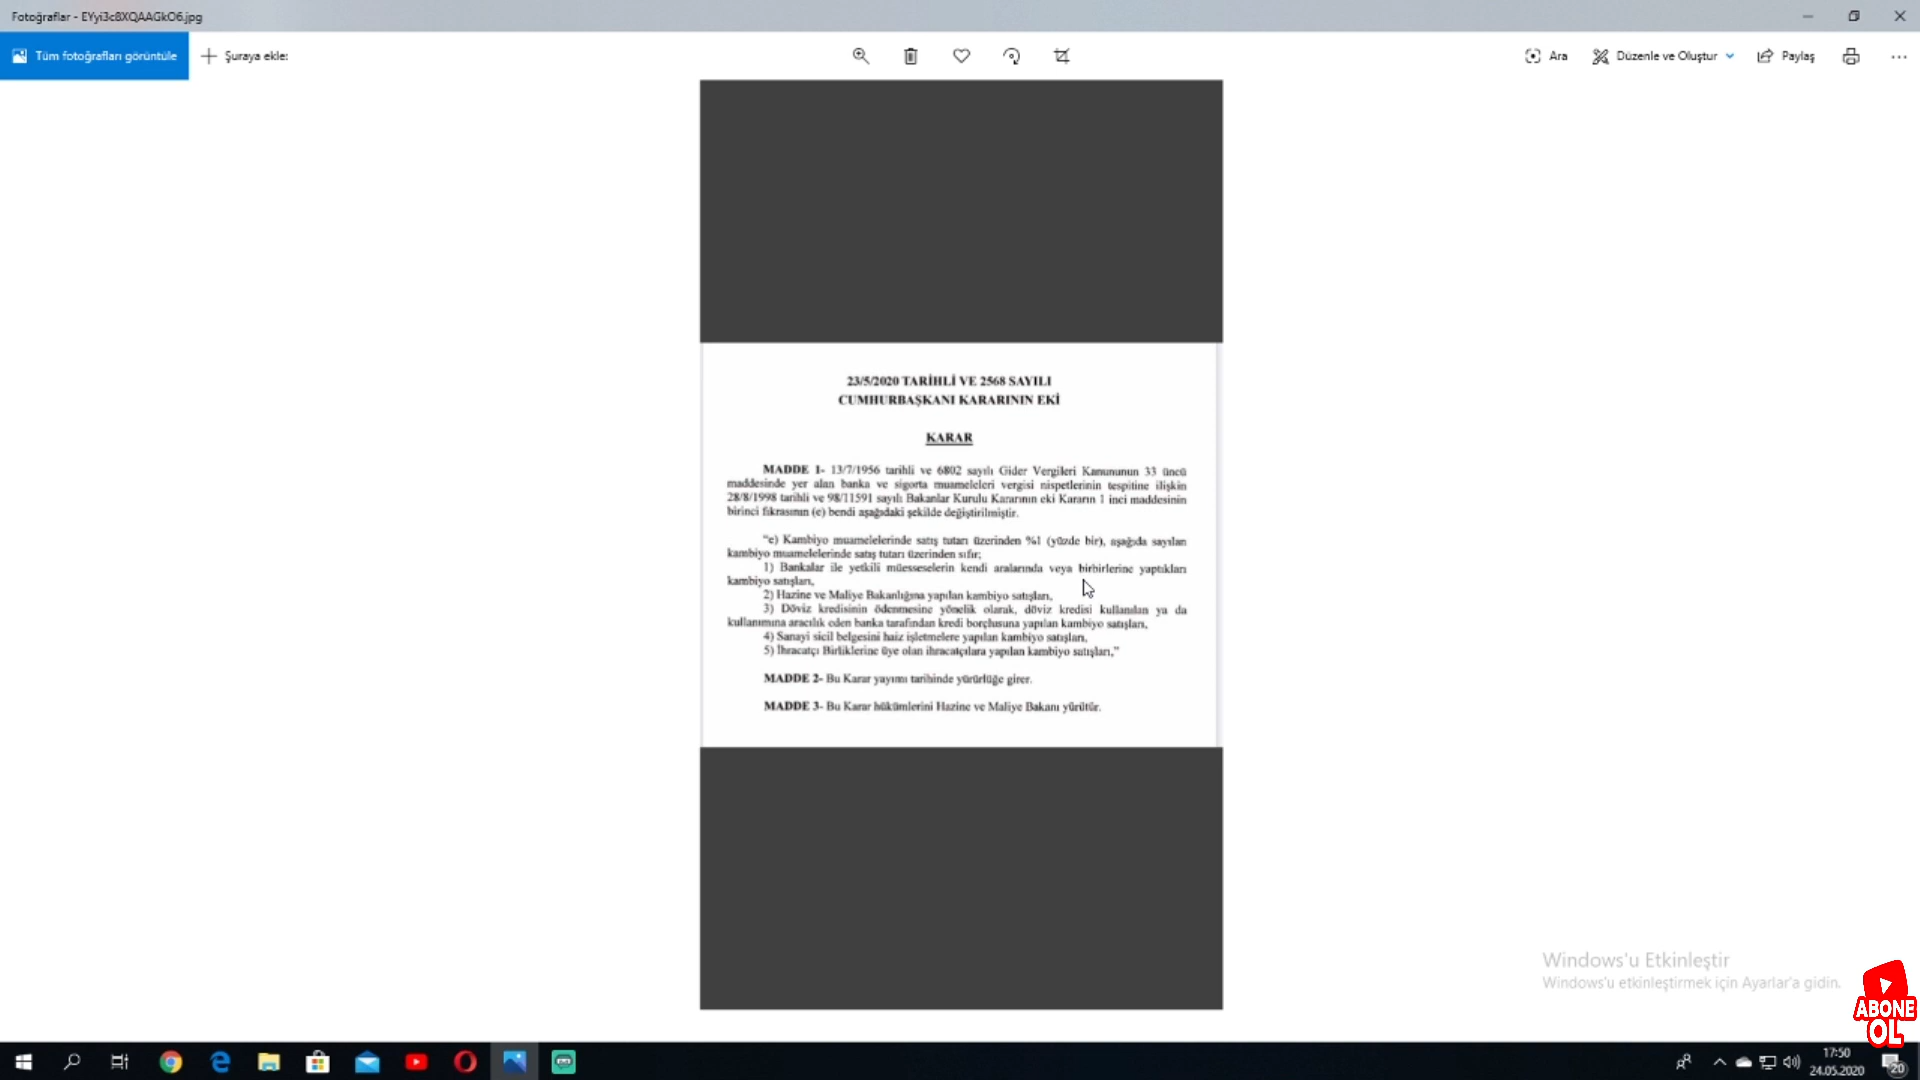 Fotoğraflar - EYyi3c8XQAAGkO6.jpg
Tüm fotoğrafları görüntüle
Şuraya ekle:
Ara
Düzenle ve Oluştur
Paylaş
23/5/2020 TARİHLİ VE 2568 SAYILI
CUMHURBAŞKANI KARARININ EKİ
KARAR
MADDE 1- 13/7/1956 tarihli ve 6802 sayılı Gider Vergileri Kanununun 33 üncü
maddesinde yer alan banka ve sigorta muameleleri vergisi nispetlerinin tespitine ilişkin
28/8/1998 tarihli ve 98/11591 sayılı Bakanlar Kurulu Kararının eki Kararın 1 inci maddesinin
birinci fıkrasının (e) bendi aşağıdaki şekilde değiştirilmiştir.
"e) Kambiyo muamelelerinde satış tutarı üzerinden %1 (yüzde bir), aşağıda sayılan
kambiyo muamelelerinde satış tutarı üzerinden sıfır;
1) Bankalar ile yetkili müesseselerin kendi aralarında veya birbirlerine yaptıkları
kambiyo satışları,
2) Hazine ve Maliye Bakanlığına yapılan kambiyo satışları,
3) Döviz kredisinin ödenmesine yönelik olarak, döviz kredisi kullanılan ya da
kullanımına aracılık eden banka tarafından kredi borçlusuna yapılan kambiyo satışları,
4) Sanayi sicil belgesini haiz işletmelere yapılan kambiyo satışları,
5) İhracatçı Birliklerine üye olan ihracatçılara yapılan kambiyo satışları,"
MADDE 2- Bu Karar yayımı tarihinde yürürlüğe girer.
MADDE 3- Bu Karar hükümlerini Hazine ve Maliye Bakanı yürütür.
Windows'u Etkinleştir
Windows'u etkinleştirmek için Ayarlar'a gidin.
ABONE
OL
17:50
24.05.2020
20